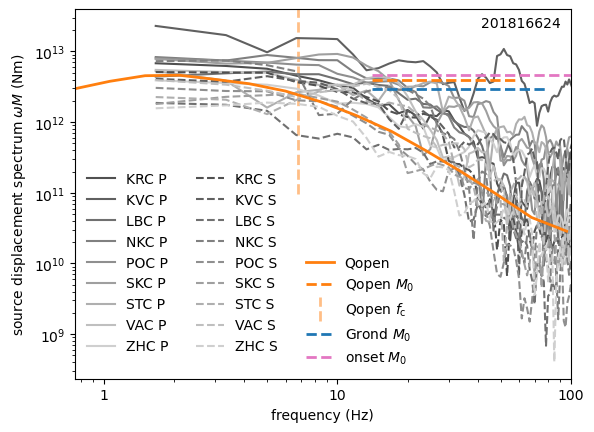 201816624
source displacement spectrum ωM (Nm)
10¹³
10¹²
10¹¹
10¹⁰
10⁹
KRC P
KVC P
LBC P
NKC P
POC P
SKC P
STC P
VAC P
ZHC P
KRC S
KVC S
LBC S
NKC S
POC S
SKC S
STC S
VAC S
ZHC S
Qopen
Qopen M₀
Qopen f꜀
Grond M₀
onset M₀
1
10
100
frequency (Hz)